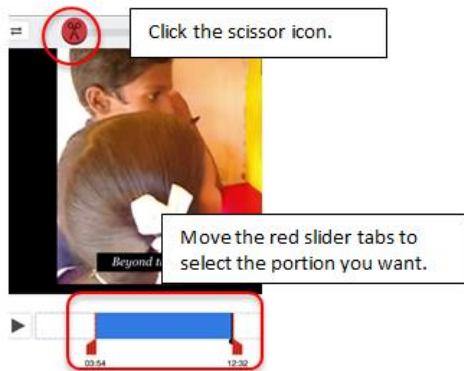 Click the scissor icon.
Move the red slider tabs to
select the portion you want.
Beyond
03:54
12:32